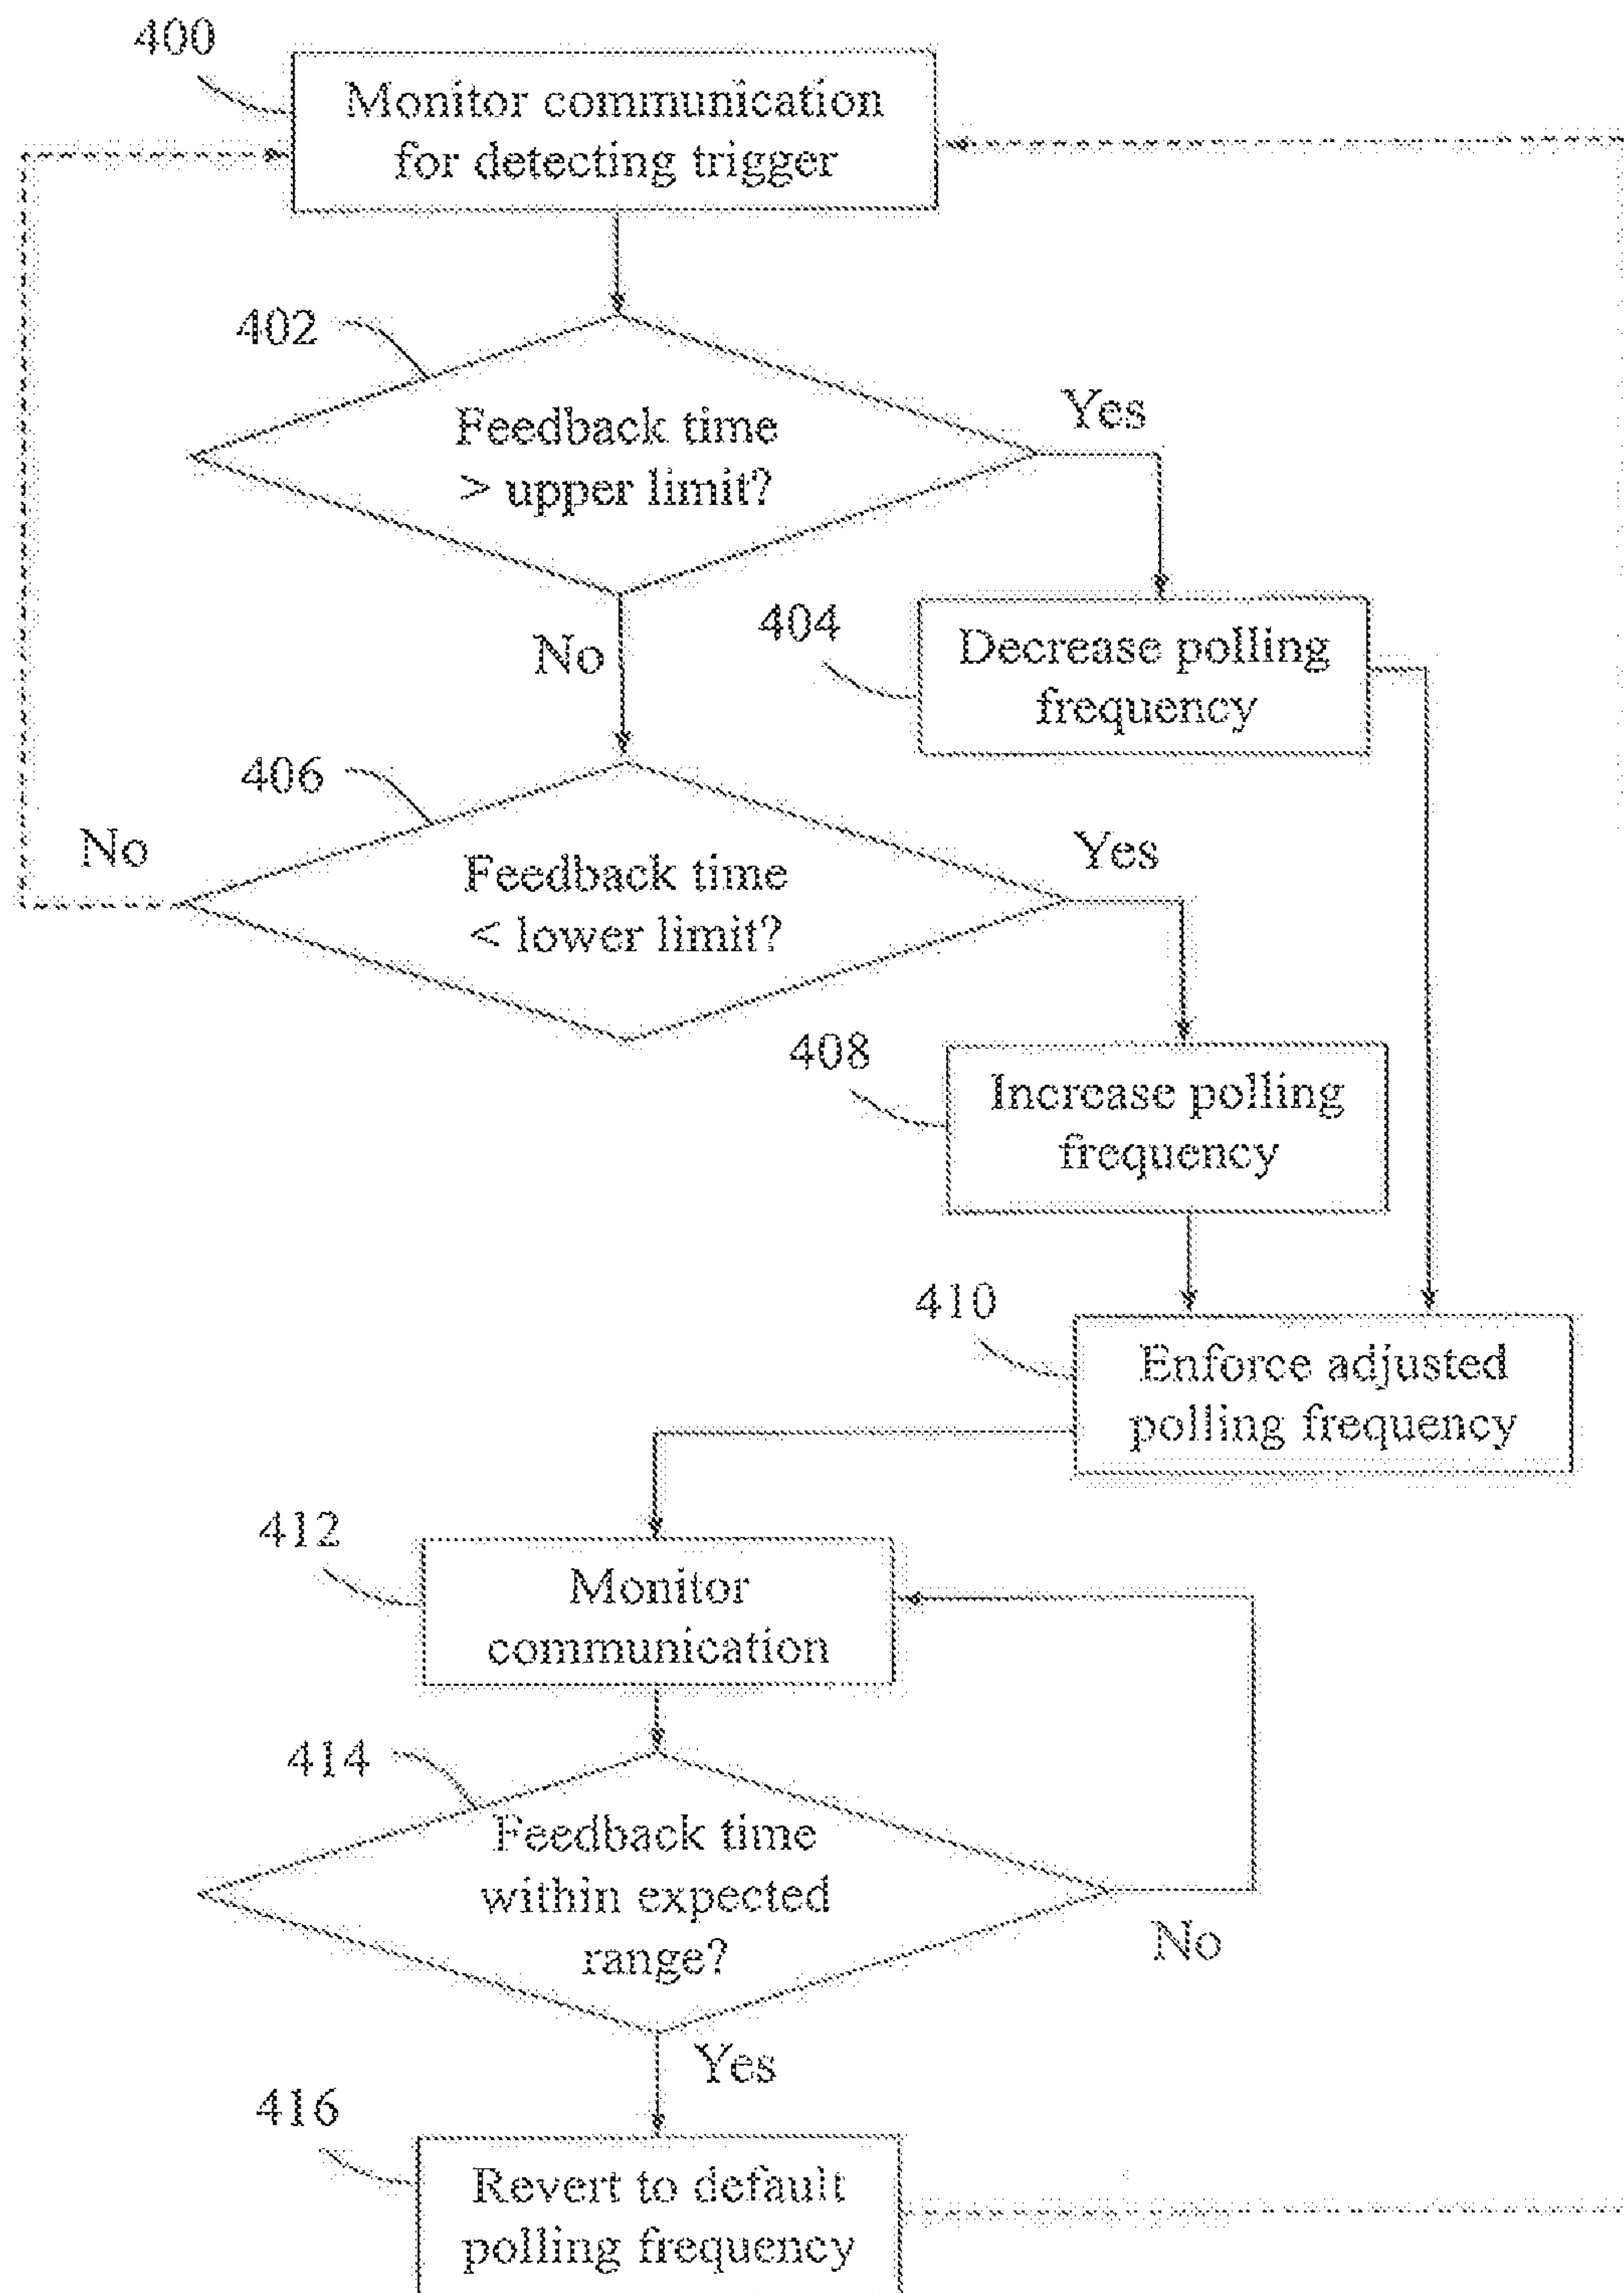 400
Monitor communication
for detecting trigger
402
Feedback time
> upper limit?
Yes
No
404
Decrease polling
frequency
406
No
Feedback time
< lower limit?
Yes
408
Increase polling
frequency
410
Enforce adjusted
polling frequency
412
Monitor
communication
414
Feedback time
within expected
range?
No
Yes
416
Revert to default
polling frequency